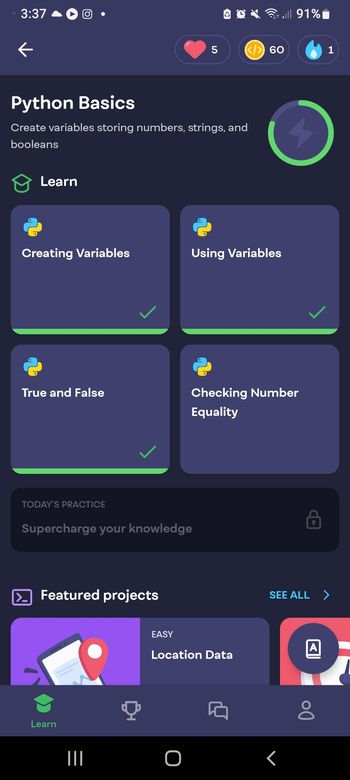 3:37
91%
5
60
1
Python Basics
Create variables storing numbers, strings, and
booleans
Learn
Creating Variables
Using Variables
True and False
Checking Number
Equality
TODAY'S PRACTICE
Supercharge your knowledge
Featured projects
SEE ALL
EASY
Location Data
A
Learn